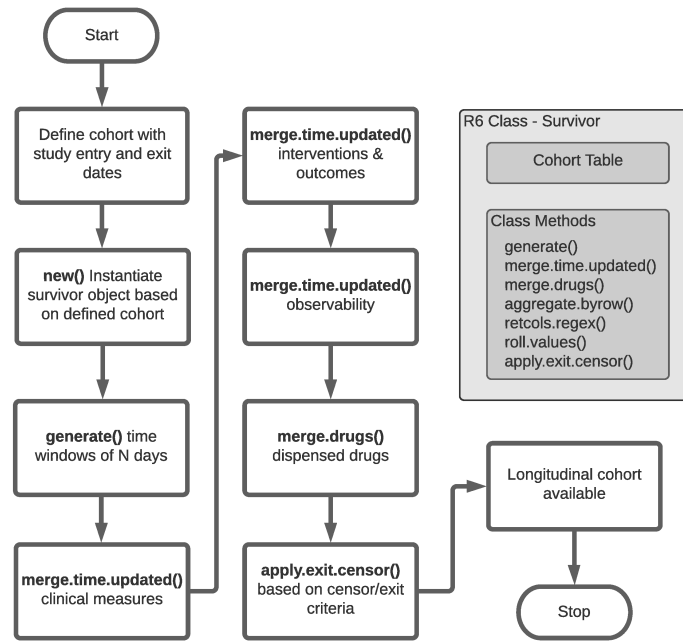 Start
Define cohort with
study entry and exit
dates
new() Instantiate
survivor object based
on defined cohort
generate() time
windows of N days
merge.time.updated()
clinical measures
merge.time.updated()
interventions &
outcomes
merge.time.updated()
observability
merge.drugs()
dispensed drugs
apply.exit.censor()
based on censor/exit
criteria
Longitudinal cohort
available
Stop
R6 Class - Survivor
Cohort Table
Class Methods
generate()
merge.time.updated()
merge.drugs()
aggregate.byrow()
retcols.regex()
roll.values()
apply.exit.censor()